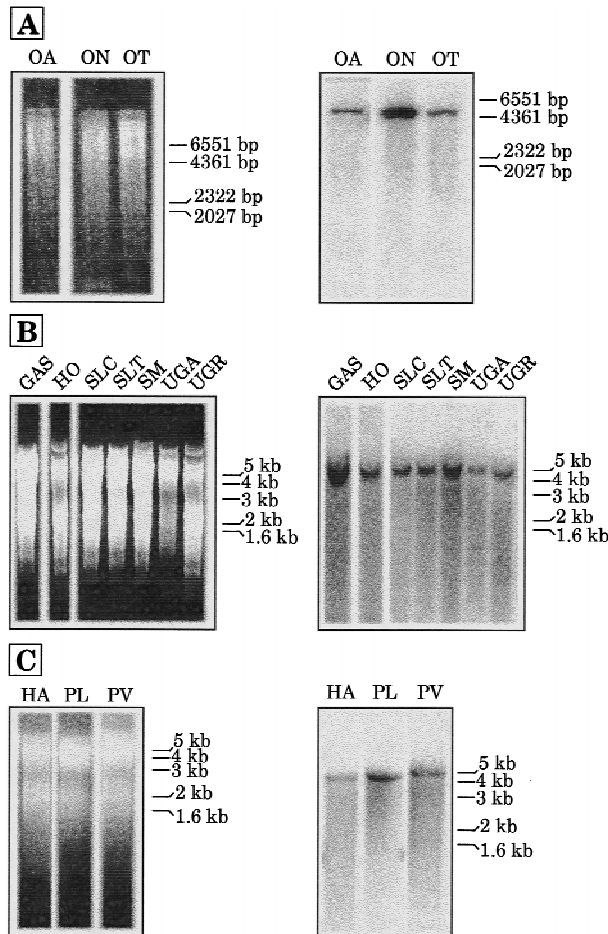 A
OA ON OT
6551 bp
4361 bp
2322 bp
2027 bp
OA ON OT
6551 bp
4361 bp
2322 bp
2027 bp
B
GAS HO SLC SLT SM UGA UGR
5 kb
4 kb
3 kb
2 kb
1.6 kb
GAS HO SLC SLT SM UGA UGR
5 kb
4 kb
3 kb
2 kb
1.6 kb
C
HA PL PV
5 kb
4 kb
3 kb
2 kb
1.6 kb
HA PL PV
5 kb
4 kb
3 kb
2 kb
1.6 kb